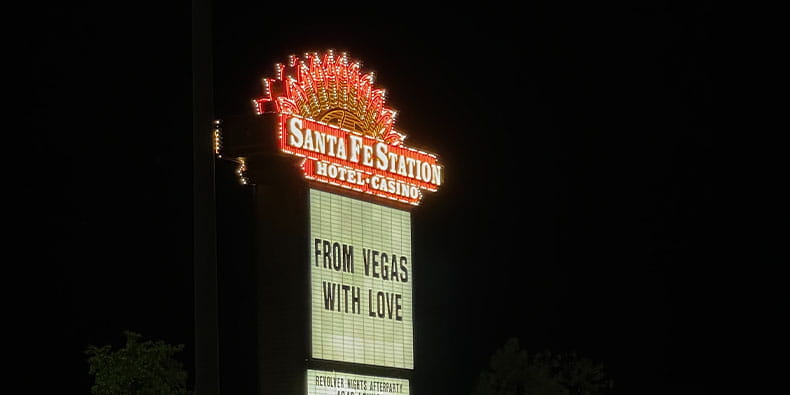 SANTA FE STATION
HOTEL · CASINO
FROM VEGAS
WITH LOVE
REVOLVER NIGHTS AFTERPARTY